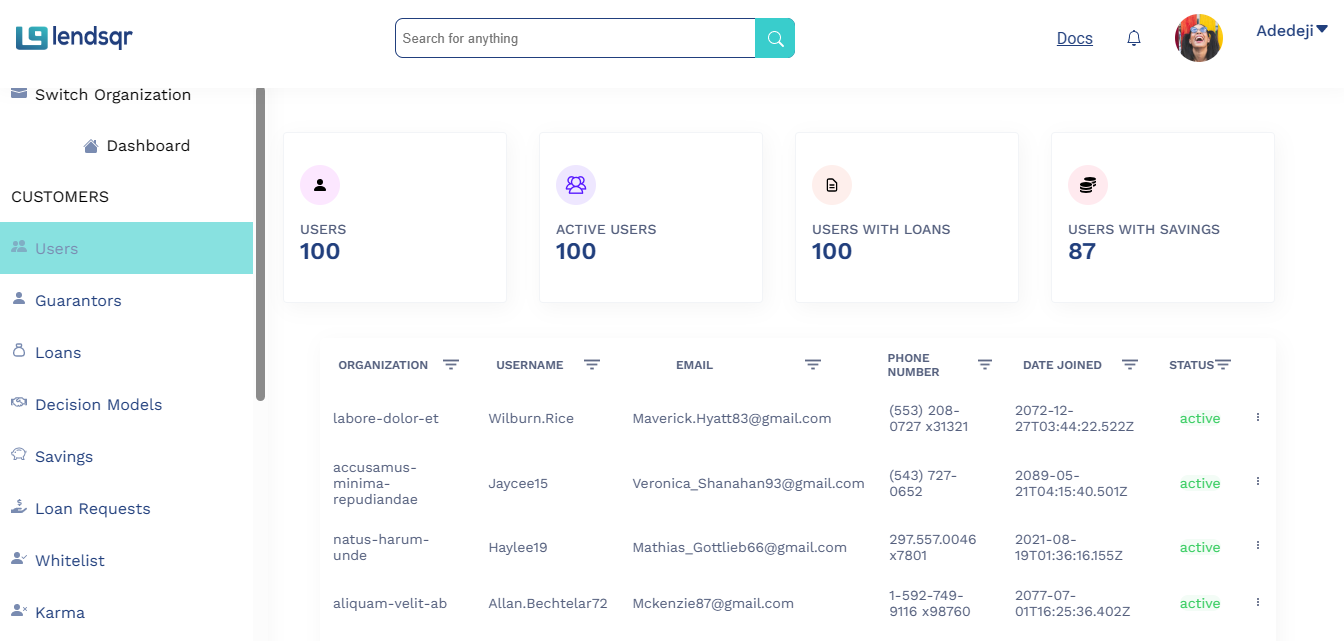 lendsqr
Search for anything
Docs
Adedeji
Switch Organization
Dashboard
CUSTOMERS
Users
Guarantors
Loans
Decision Models
Savings
Loan Requests
Whitelist
Karma
USERS
100
ACTIVE USERS
100
USERS WITH LOANS
100
USERS WITH SAVINGS
87
ORGANIZATION USERNAME EMAIL PHONE NUMBER DATE JOINED STATUS
labore-dolor-et Wilburn.Rice Maverick.Hyatt83@gmail.com (553) 208-0727 x31321 2072-12-27T03:44:22.522Z active
accusamus-minima-repudiandae Jaycee15 Veronica_Shanahan93@gmail.com (543) 727-0652 2089-05-21T04:15:40.501Z active
natus-harum-unde Haylee19 Mathias_Gottlieb66@gmail.com 297.557.0046 x7801 2021-08-19T01:36:16.155Z active
aliquam-velit-ab Allan.Bechtelar72 Mckenzie87@gmail.com 1-592-749-9116 x98760 2077-07-01T16:25:36.402Z active